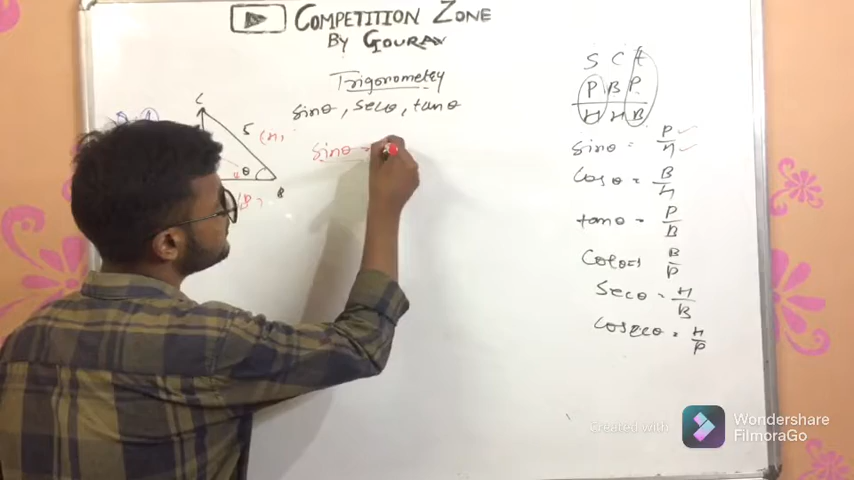 COMPETITION ZONE
By GOURAV
Trigonometry
sinθ, secθ, tanθ
C
5
θ
B
sinθ =
S C t
P B P
H H B
sinθ = P/H
cosθ = B/H
tanθ = P/B
Cotθ = B/P
Secθ = H/B
Cosecθ = H/P
Created with
Wondershare
FilmoraGo